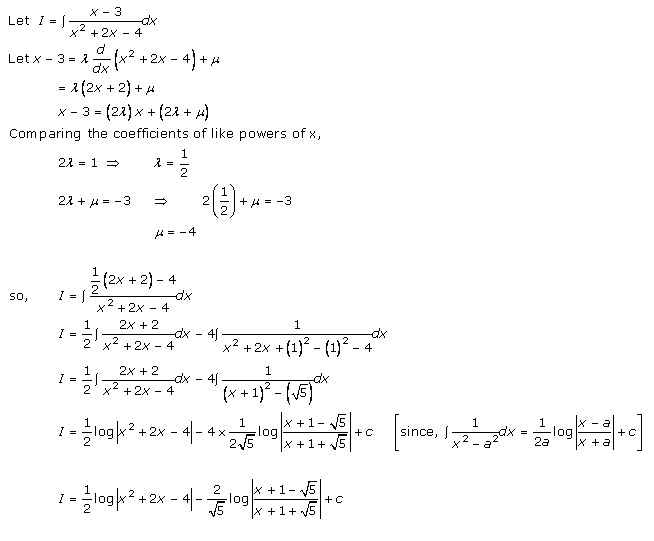 Let I = ∫ (x − 3)/(x² + 2x − 4) dx
Let x − 3 = λ d/dx (x² + 2x − 4) + μ
= λ(2x + 2) + μ
x − 3 = (2λ) x + (2λ + μ)
Comparing the coefficients of like powers of x,
2λ = 1 ⇒ λ = 1/2
2λ + μ = −3 ⇒ 2(1/2) + μ = −3
μ = −4
so, I = ∫ (1/2 (2x + 2) − 4)/(x² + 2x − 4) dx
I = 1/2 ∫ (2x + 2)/(x² + 2x − 4) dx − 4∫ 1/(x² + 2x + (1)² − (1)² − 4) dx
I = 1/2 ∫ (2x + 2)/(x² + 2x − 4) dx − 4∫ 1/((x + 1)² − (√5)) dx
I = 1/2 log|x² + 2x − 4| − 4 × 1/(2√5) log|(x + 1 − √5)/(x + 1 + √5)| + c [since, ∫ 1/(x² − a²) dx = 1/(2a) log|(x − a)/(x + a)| + c]
I = 1/2 log|x² + 2x − 4| − 2/√5 log|(x + 1 − √5)/(x + 1 + √5)| + c